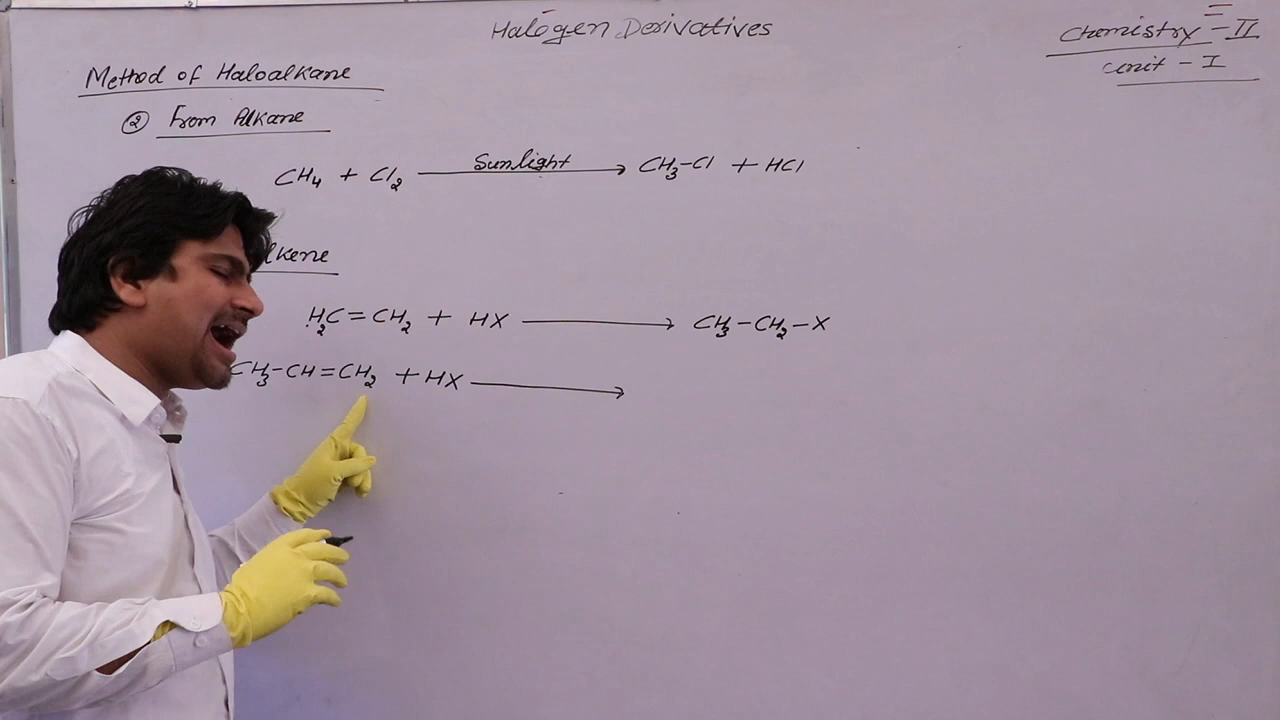 Halogen Derivatives
Chemistry - II
Unit - I
Method of Haloalkane
② From Alkane
CH₄ + Cl₂ —Sunlight→ CH₃-Cl + HCl
lkene
H₂C=CH₂ + HX ⟶ CH₃-CH₂-X
CH₃-CH=CH₂ + HX ⟶